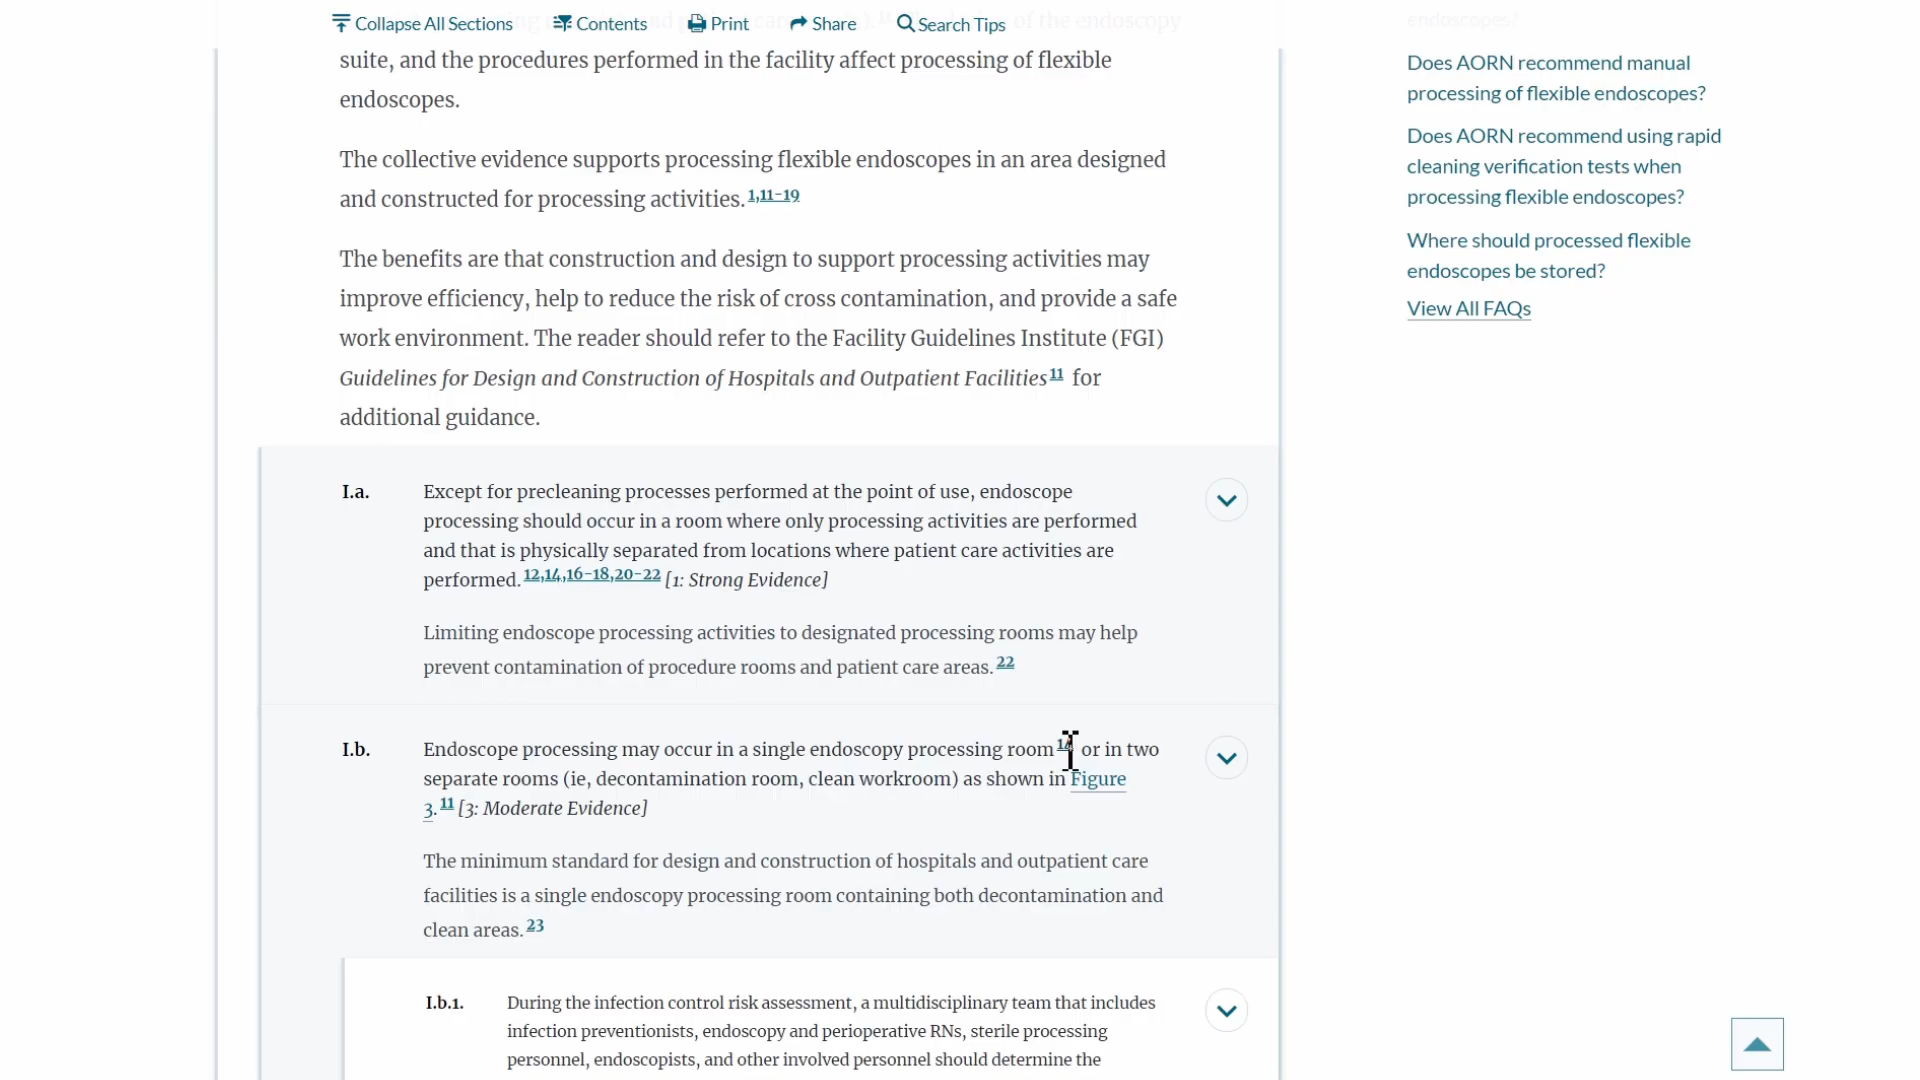 Collapse All Sections Contents Print Share Search Tips
suite, and the procedures performed in the facility affect processing of flexible
endoscopes.
The collective evidence supports processing flexible endoscopes in an area designed
and constructed for processing activities. 1,11-19
The benefits are that construction and design to support processing activities may
improve efficiency, help to reduce the risk of cross contamination, and provide a safe
work environment. The reader should refer to the Facility Guidelines Institute (FGI)
Guidelines for Design and Construction of Hospitals and Outpatient Facilities 11 for
additional guidance.
I.a. Except for precleaning processes performed at the point of use, endoscope
processing should occur in a room where only processing activities are performed
and that is physically separated from locations where patient care activities are
performed. 12,14,16-18,20-22 [1: Strong Evidence]
Limiting endoscope processing activities to designated processing rooms may help
prevent contamination of procedure rooms and patient care areas. 22
I.b. Endoscope processing may occur in a single endoscopy processing room or in two
separate rooms (ie, decontamination room, clean workroom) as shown in Figure
3. 11 [3: Moderate Evidence]
The minimum standard for design and construction of hospitals and outpatient care
facilities is a single endoscopy processing room containing both decontamination and
clean areas. 23
I.b.1. During the infection control risk assessment, a multidisciplinary team that includes
infection preventionists, endoscopy and perioperative RNs, sterile processing
personnel, endoscopists, and other involved personnel should determine the
endoscopes?
Does AORN recommend manual
processing of flexible endoscopes?
Does AORN recommend using rapid
cleaning verification tests when
processing flexible endoscopes?
Where should processed flexible
endoscopes be stored?
View All FAQs